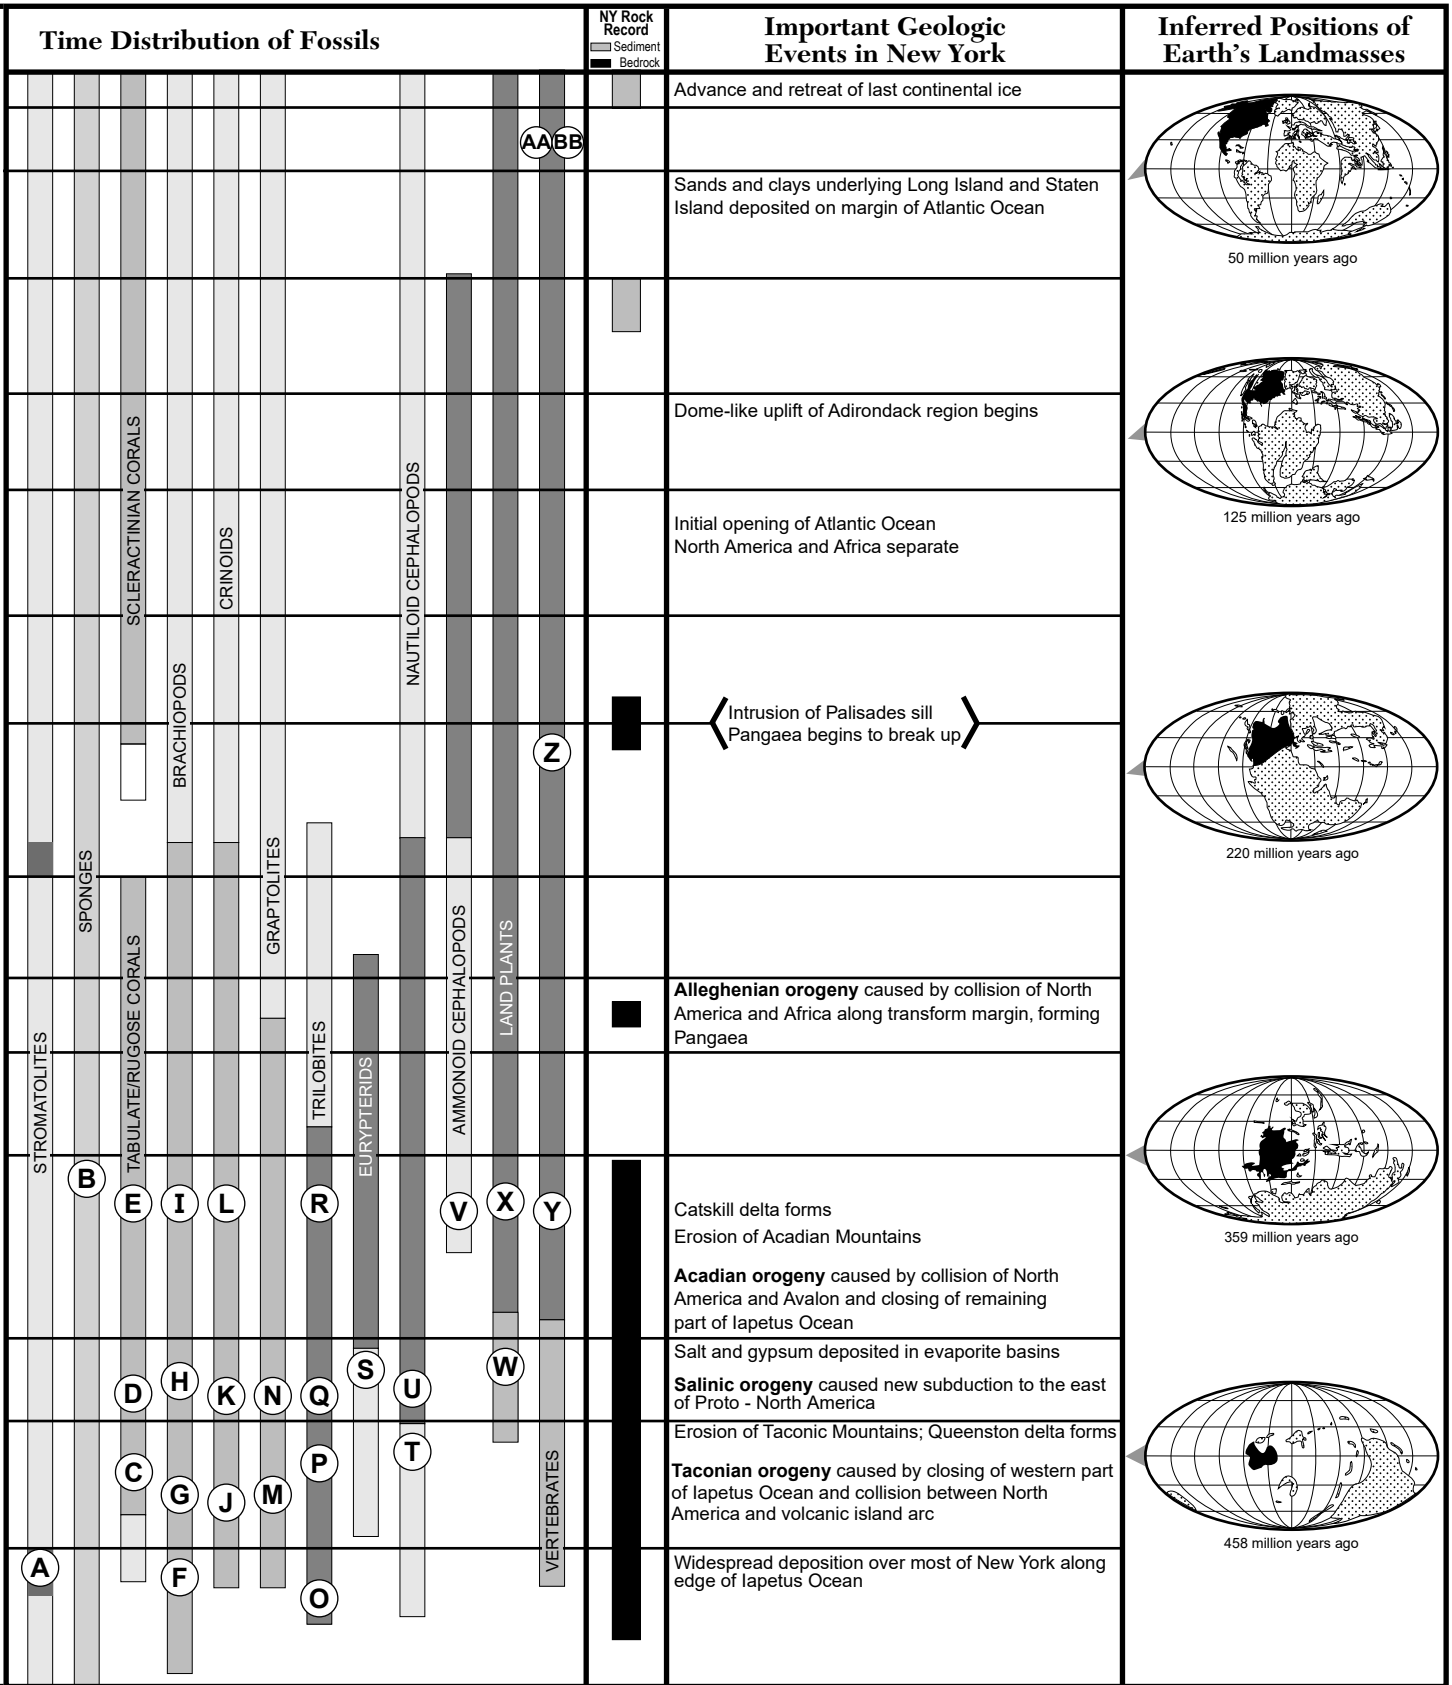 Time Distribution of Fossils
NY Rock
Record
Sediment
Bedrock
Important Geologic
Events in New York
Inferred Positions of
Earth's Landmasses
STROMATOLITES
SPONGES
SCLERACTINIAN CORALS
TABULATE/RUGOSE CORALS
BRACHIOPODS
CRINOIDS
GRAPTOLITES
TRILOBITES
EURYPTERIDS
NAUTILOID CEPHALOPODS
AMMONOID CEPHALOPODS
LAND PLANTS
VERTEBRATES
AA BB
Z
B
E I L R V X Y
D H K N Q S U W
C G J M P T
A F O
Advance and retreat of last continental ice
Sands and clays underlying Long Island and Staten
Island deposited on margin of Atlantic Ocean
Dome-like uplift of Adirondack region begins
Initial opening of Atlantic Ocean
North America and Africa separate
Intrusion of Palisades sill
Pangaea begins to break up
Alleghenian orogeny caused by collision of North
America and Africa along transform margin, forming
Pangaea
Catskill delta forms
Erosion of Acadian Mountains
Acadian orogeny caused by collision of North
America and Avalon and closing of remaining
part of Iapetus Ocean
Salt and gypsum deposited in evaporite basins
Salinic orogeny caused new subduction to the east
of Proto - North America
Erosion of Taconic Mountains; Queenston delta forms
Taconian orogeny caused by closing of western part
of Iapetus Ocean and collision between North
America and volcanic island arc
Widespread deposition over most of New York along
edge of Iapetus Ocean
50 million years ago
125 million years ago
220 million years ago
359 million years ago
458 million years ago